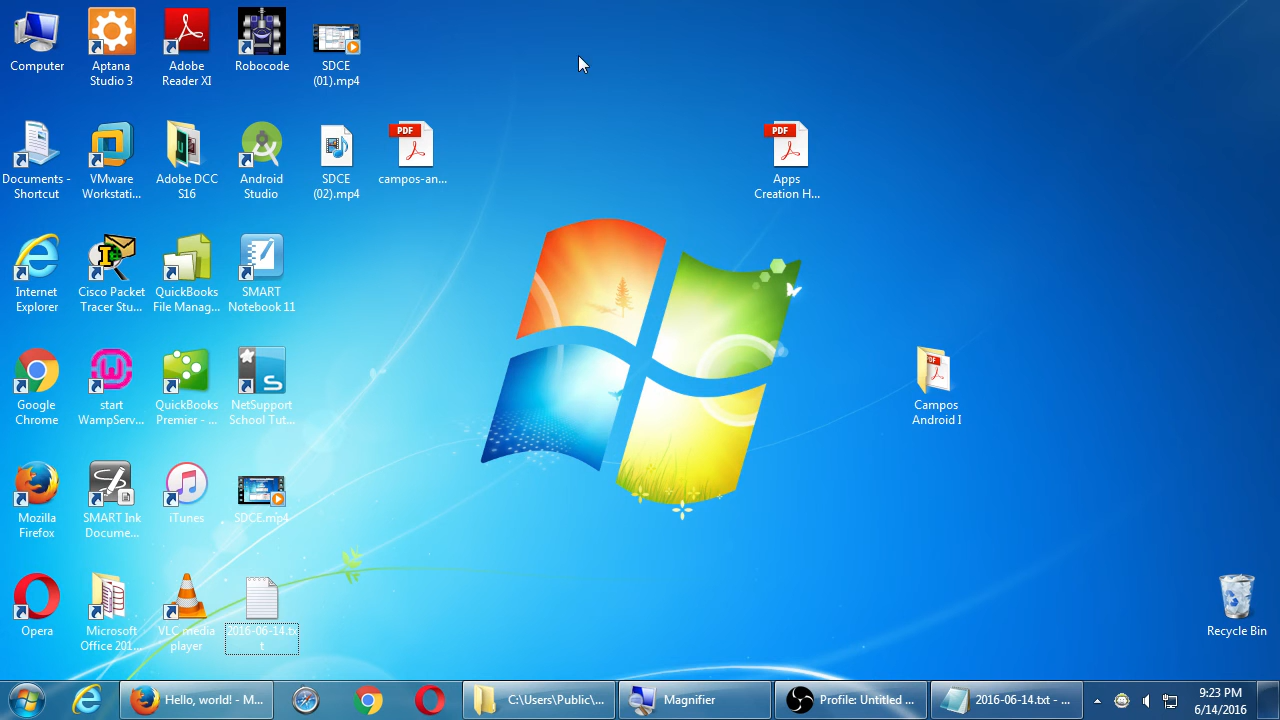 Computer
Aptana
Studio 3
Adobe
Reader XI
Robocode
SDCE
(01).mp4
Documents -
Shortcut
VMware
Workstati...
Adobe DCC
S16
Android
Studio
SDCE
(02).mp4
campos-an...
PDF
Apps
Creation H...
PDF
Internet
Explorer
Cisco Packet
Tracer Stu...
QuickBooks
File Manag...
SMART
Notebook 11
Google
Chrome
start
WampServ...
QuickBooks
Premier - ...
NetSupport
School Tut...
Campos
Android I
PDF
Mozilla
Firefox
SMART Ink
Docume...
iTunes
SDCE.mp4
Opera
Microsoft
Office 201...
VLC media
player
2016-06-14.tx
t
Recycle Bin
Hello, world! - M...
C:\Users\Public\...
Magnifier
Profile: Untitled ...
2016-06-14.txt - ...
9:23 PM
6/14/2016